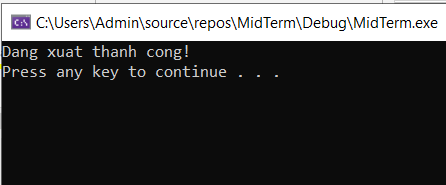 C:\Users\Admin\source\repos\MidTerm\Debug\MidTerm.exe
Dang xuat thanh cong!
Press any key to continue . . .